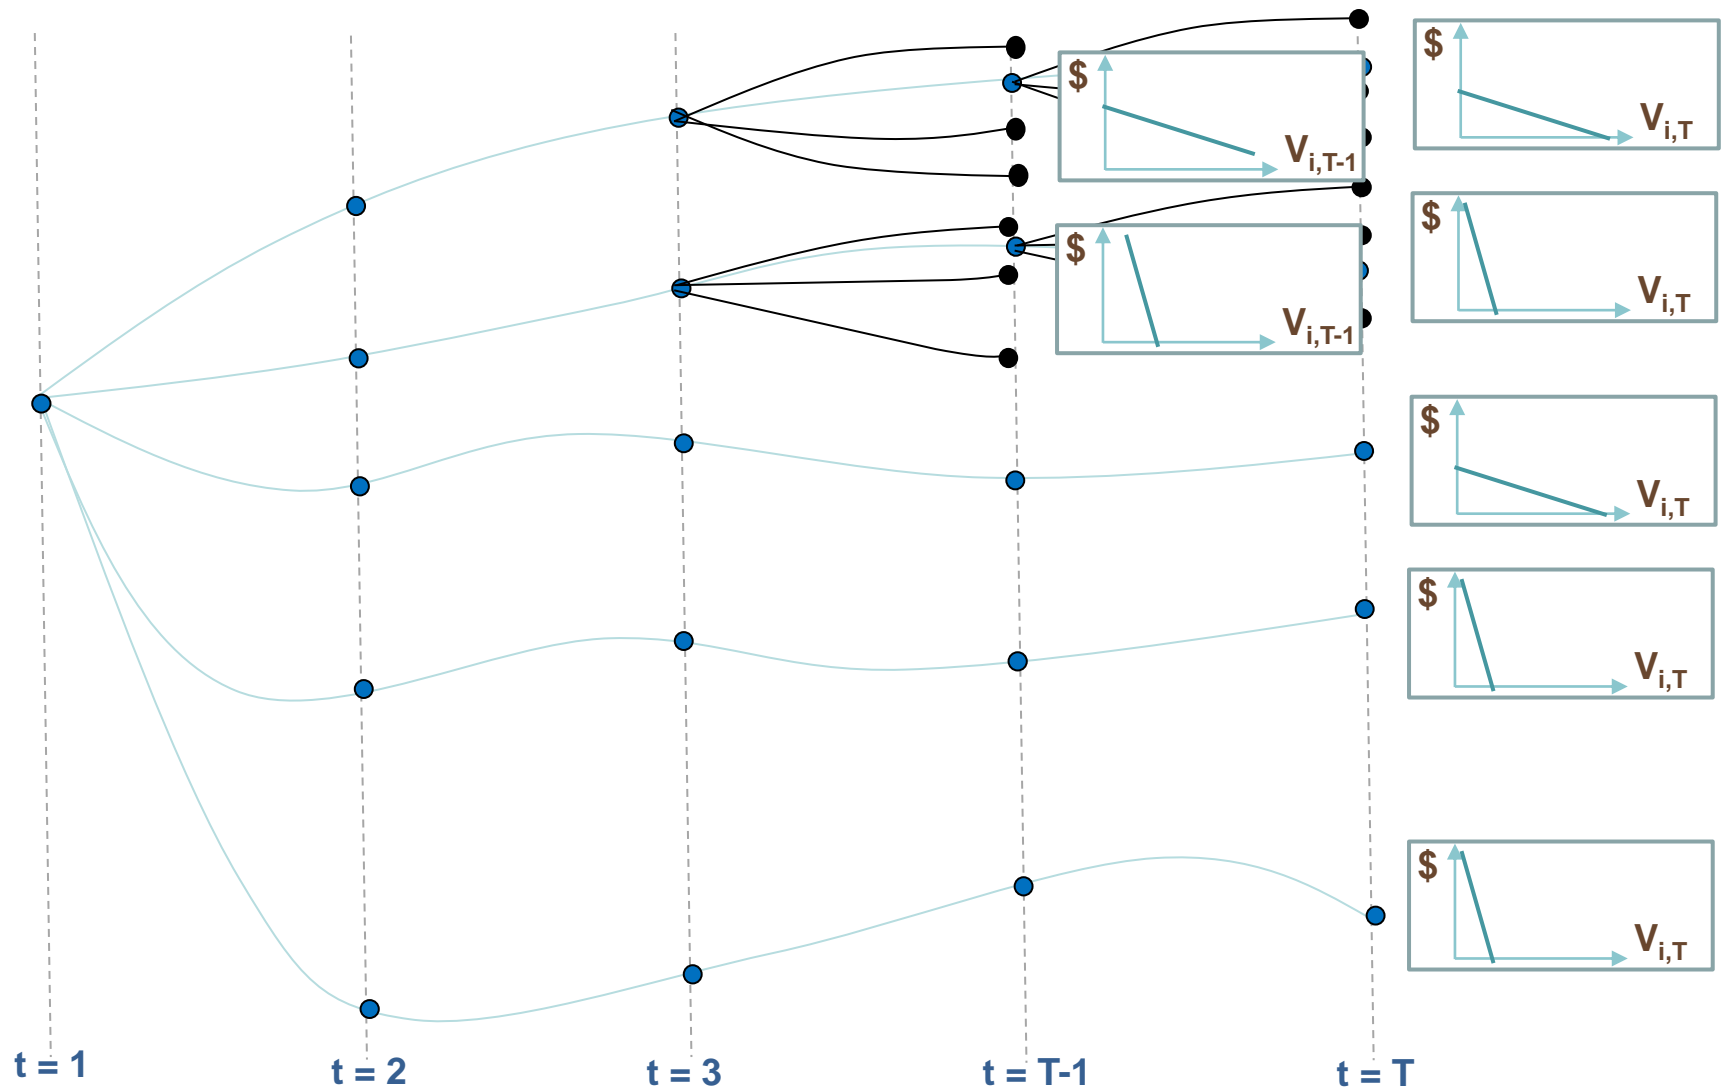 $
V i,T
$
V i,T-1
$
V i,T
$
V i,T-1
$
V i,T
$
V i,T
$
V i,T
t = 1
t = 2
t = 3
t = T-1
t = T